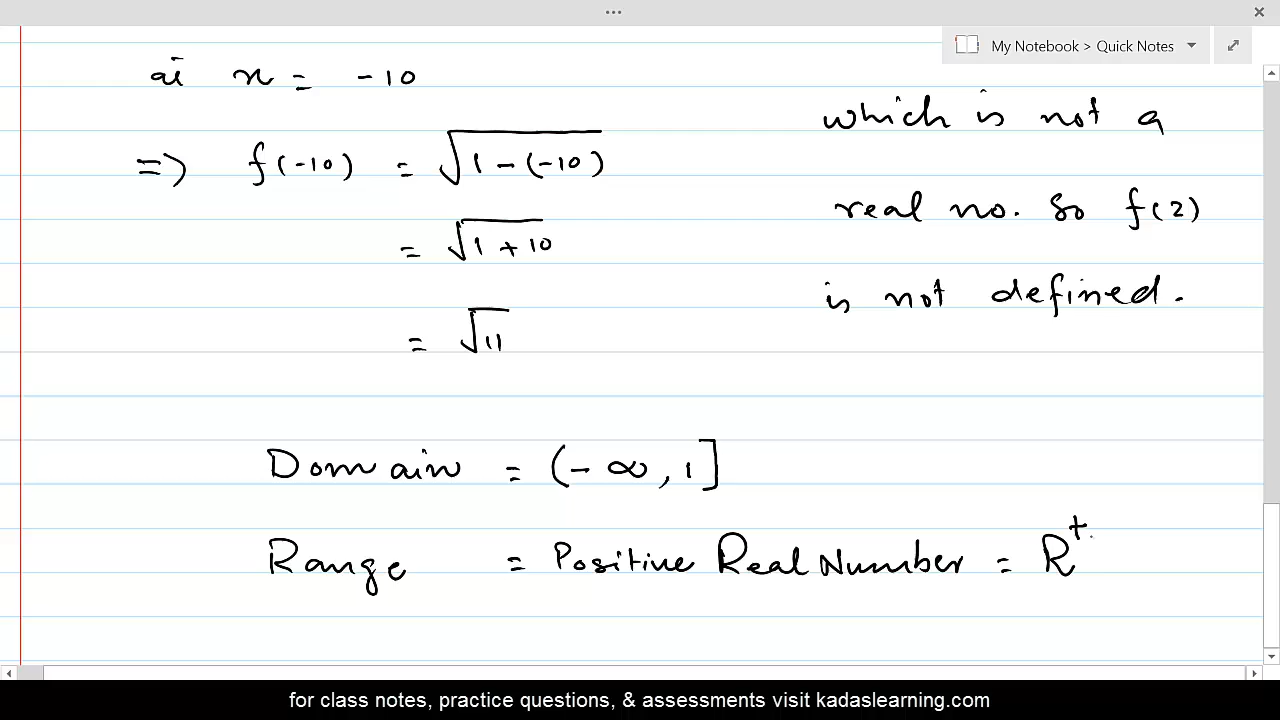 My Notebook > Quick Notes
at x = -10
=> f(-10) = √(1-(-10))
= √(1+10)
= √11
which is not a
real no. So f(2)
is not defined.
Domain = (-∞, 1]
Range = Positive Real Number = R⁺
for class notes, practice questions, & assessments visit kadaslearning.com